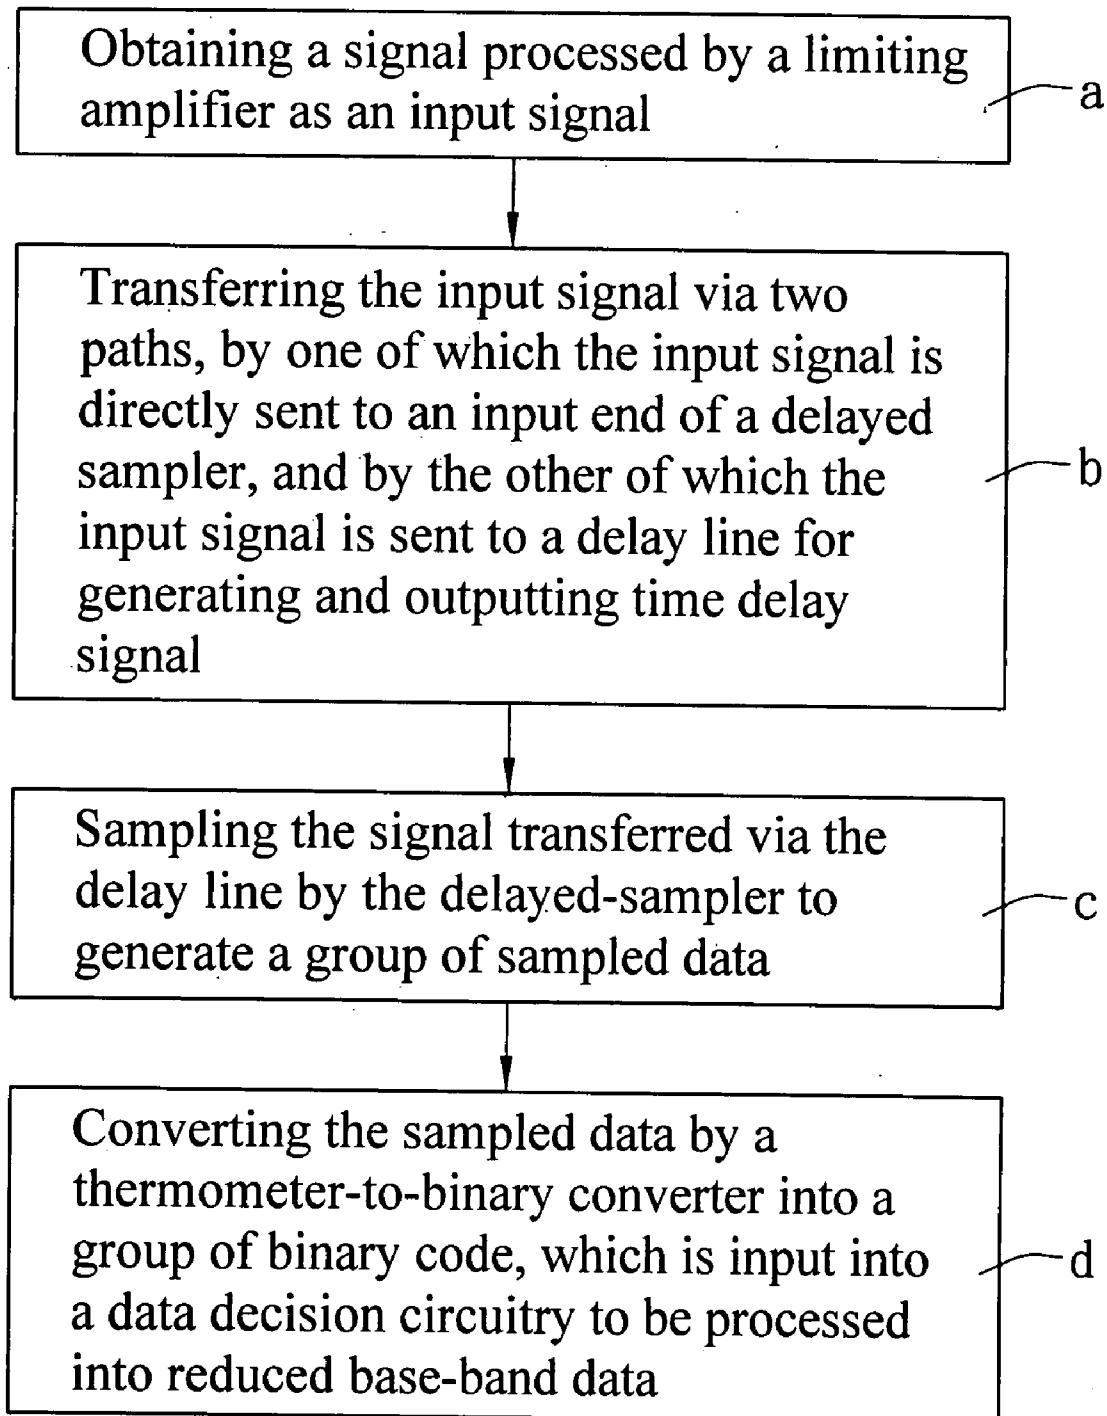 Obtaining a signal processed by a limiting
amplifier as an input signal
a
Transferring the input signal via two
paths, by one of which the input signal is
directly sent to an input end of a delayed
sampler, and by the other of which the
input signal is sent to a delay line for
generating and outputting time delay
signal
b
Sampling the signal transferred via the
delay line by the delayed-sampler to
generate a group of sampled data
c
Converting the sampled data by a
thermometer-to-binary converter into a
group of binary code, which is input into
a data decision circuitry to be processed
into reduced base-band data
d